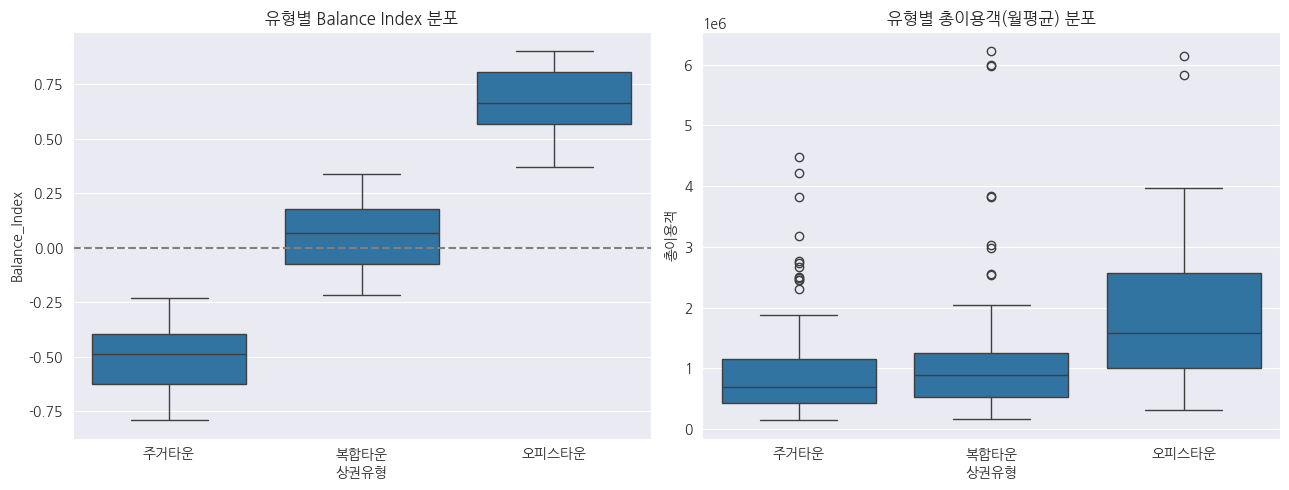 유형별 Balance Index 분포
0.75
0.50
0.25
0.00
-0.25
-0.50
-0.75
Balance_Index
주거타운
복합타운
오피스타운
상권유형
유형별 총이용객(월평균) 분포
1e6
6
5
4
3
2
1
0
총이용객
주거타운
복합타운
오피스타운
상권유형